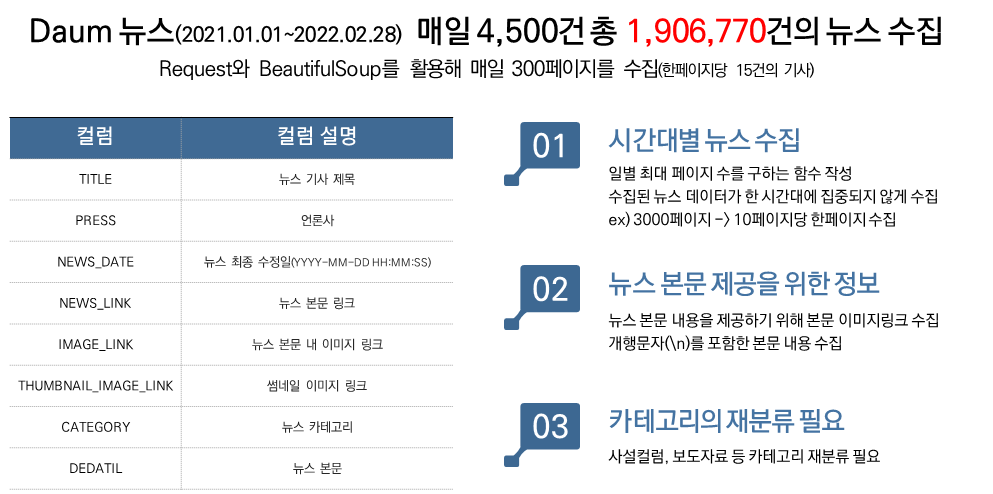 Daum 뉴스(2021.01.01~2022.02.28) 매일 4,500건 총 1,906,770건의 뉴스 수집
Request와 BeautifulSoup를 활용해 매일 300페이지를 수집(한페이지당 15건의 기사)
컬럼 컬럼 설명
TITLE 뉴스 기사 제목
PRESS 언론사
NEWS_DATE 뉴스 최종 수정일(YYYY-MM-DD HH:MM:SS)
NEWS_LINK 뉴스 본문 링크
IMAGE_LINK 뉴스 본문 내 이미지 링크
THUMBNAIL_IMAGE_LINK 썸네일 이미지 링크
CATEGORY 뉴스 카테고리
DEDATIL 뉴스 본문
01 시간대별 뉴스 수집
일별 최대 페이지 수를 구하는 함수 작성
수집된 뉴스 데이터가 한 시간대에 집중되지 않게 수집
ex) 3000페이지 -> 10페이지당 한페이지 수집
02 뉴스 본문 제공을 위한 정보
뉴스 본문 내용을 제공하기 위해 본문 이미지링크 수집
개행문자(\n)를 포함한 본문 내용 수집
03 카테고리의 재분류 필요
사설컬럼, 보도자료 등 카테고리 재분류 필요